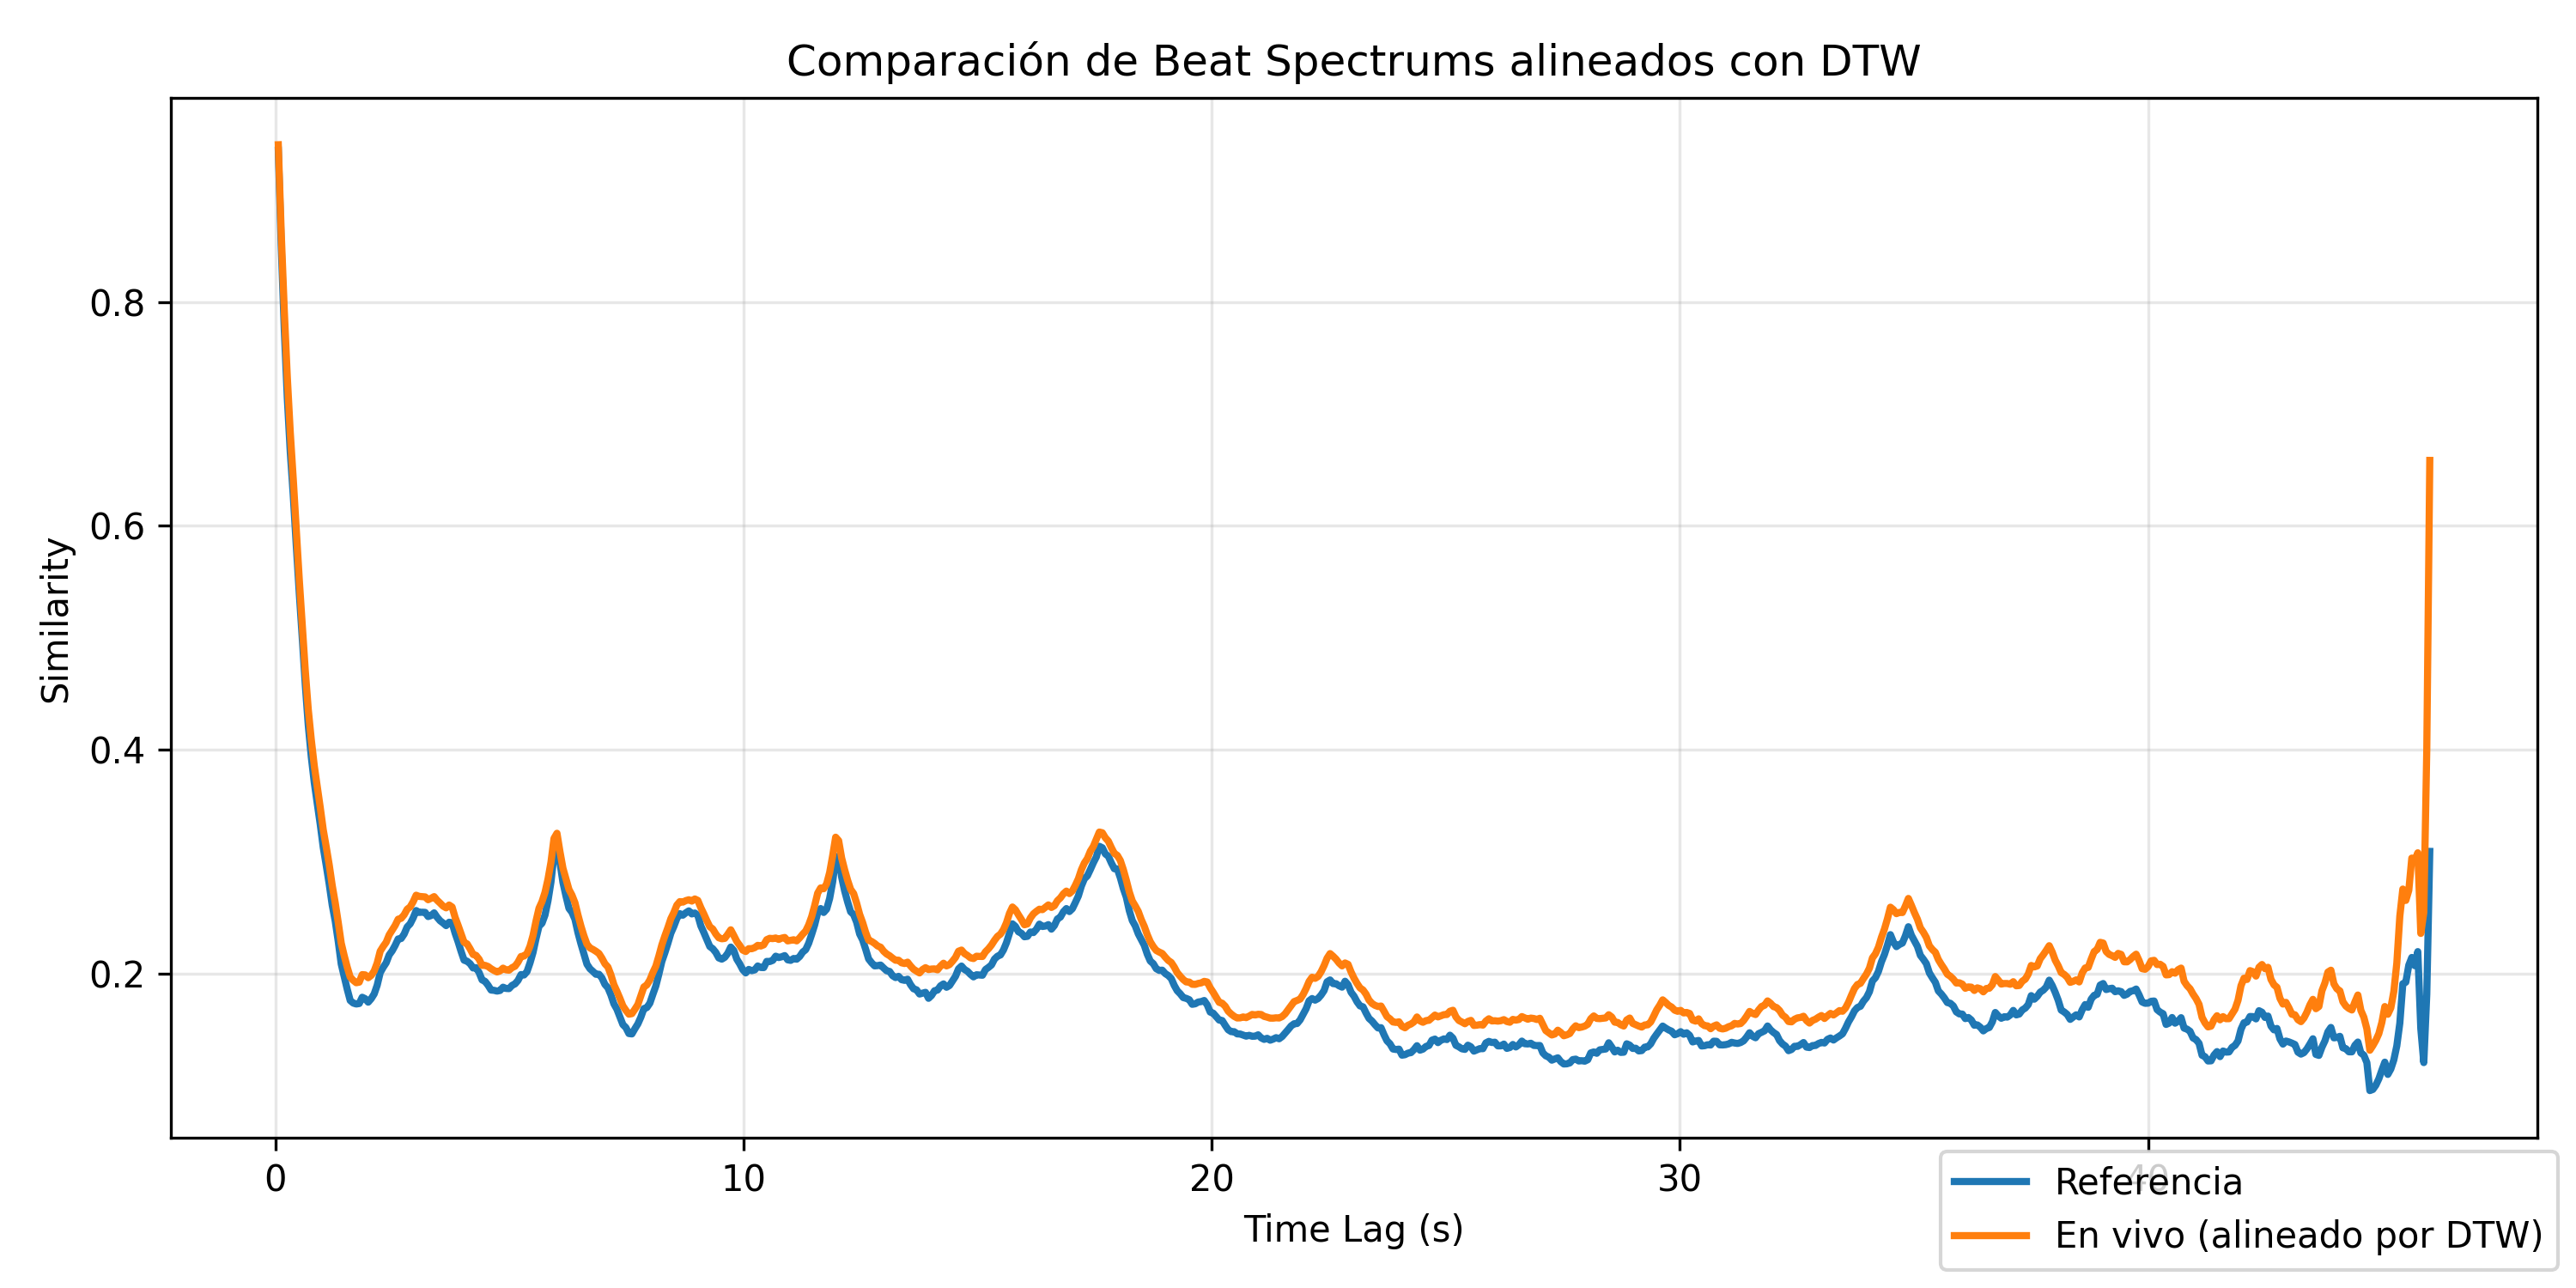 Comparación de Beat Spectrums alineados con DTW
Similarity
0.8
0.6
0.4
0.2
0 10 20 30 40
Time Lag (s)
Referencia
En vivo (alineado por DTW)